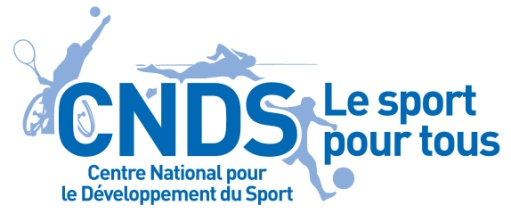 CNDS
Le sport
pour tous
Centre National pour
le Développement du Sport